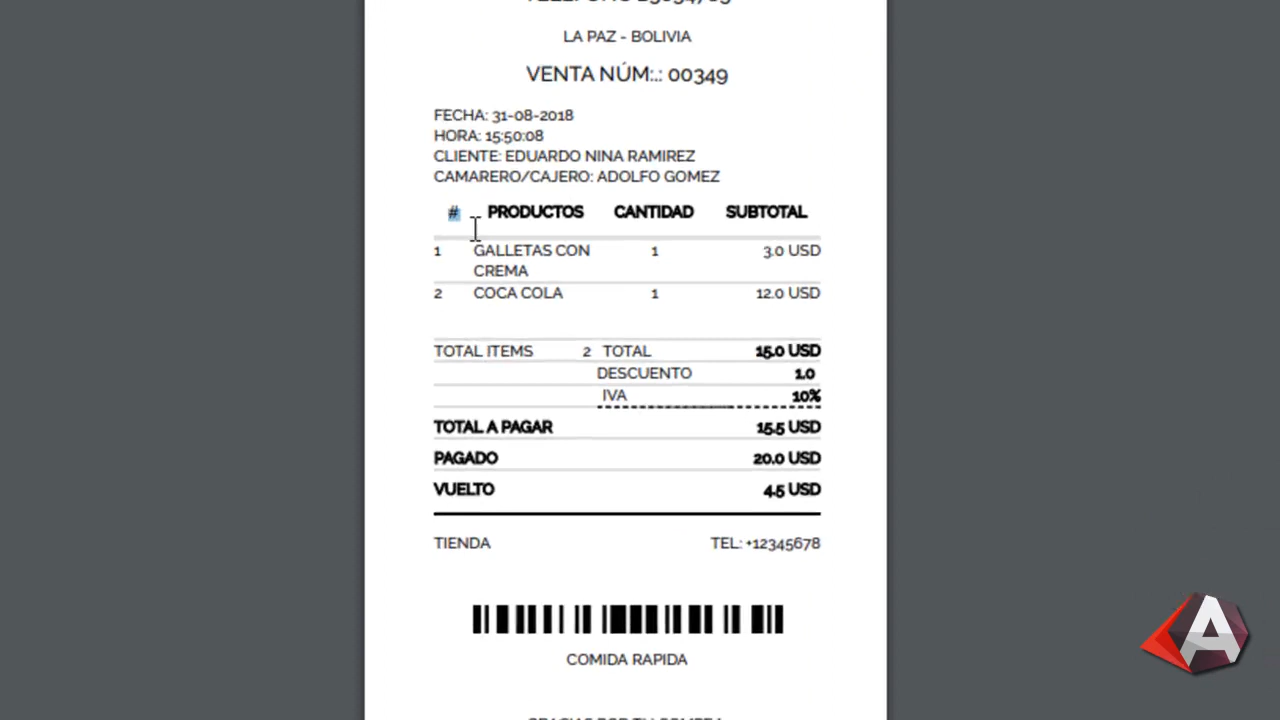 LA PAZ - BOLIVIA
VENTA NÚM:.: 00349
FECHA: 31-08-2018
HORA: 15:50:08
CLIENTE: EDUARDO NINA RAMIREZ
CAMARERO/CAJERO: ADOLFO GOMEZ
# PRODUCTOS CANTIDAD SUBTOTAL
1 GALLETAS CON CREMA 1 3.0 USD
2 COCA COLA 1 12.0 USD
TOTAL ITEMS 2 TOTAL 15.0 USD
DESCUENTO 1.0
IVA 10%
TOTAL A PAGAR 15.5 USD
PAGADO 20.0 USD
VUELTO 4.5 USD
TIENDA TEL: +12345678
COMIDA RAPIDA
A